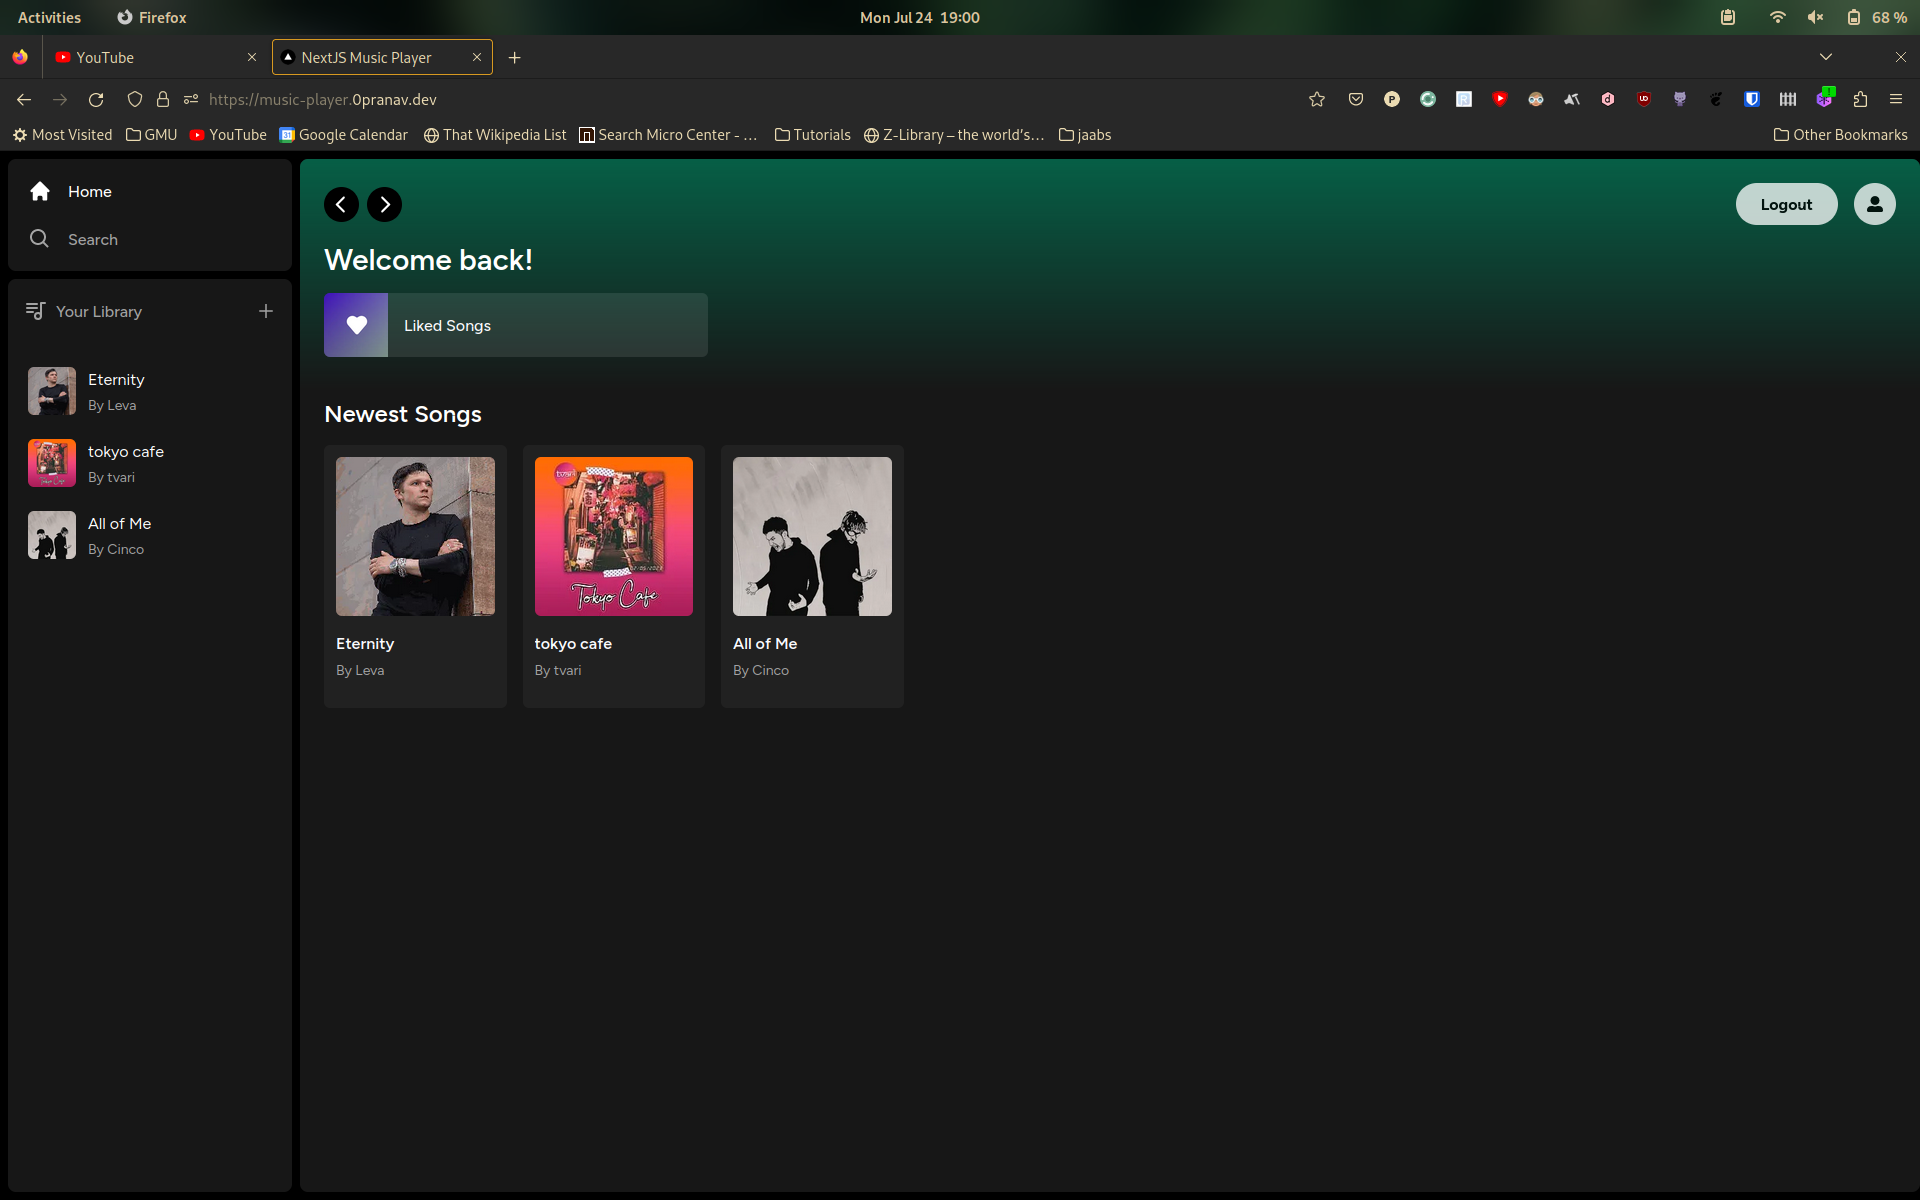 Activities Firefox Mon Jul 24 19:00 68 %
YouTube NextJS Music Player
https://music-player.0pranav.dev
Most Visited GMU YouTube Google Calendar That Wikipedia List Search Micro Center - ... Tutorials Z-Library – the world's... jaabs Other Bookmarks
Home
Search
Your Library
Eternity
By Leva
tokyo cafe
By tvari
All of Me
By Cinco
Logout
Welcome back!
Liked Songs
Newest Songs
tvari
Tokyo Cafe
Eternity
By Leva
tokyo cafe
By tvari
All of Me
By Cinco